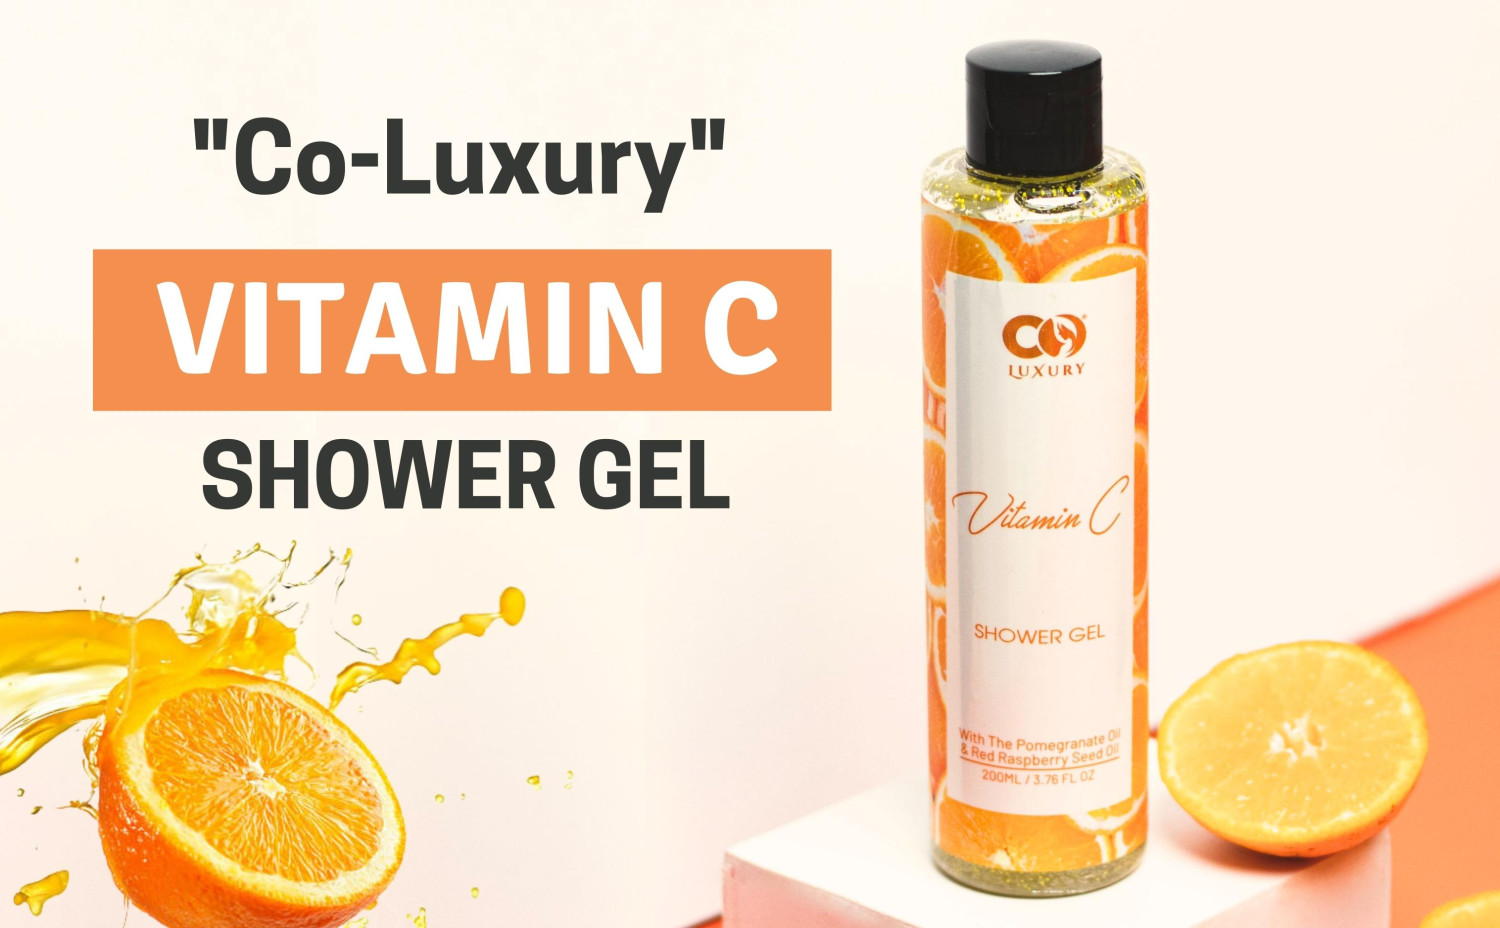 "Co-Luxury"
VITAMIN C
SHOWER GEL
CO
LUXURY
Vitamin C
SHOWER GEL
With The Pomegranate Oil
& Red Raspberry Seed Oil
200ML / 3.76 FL OZ